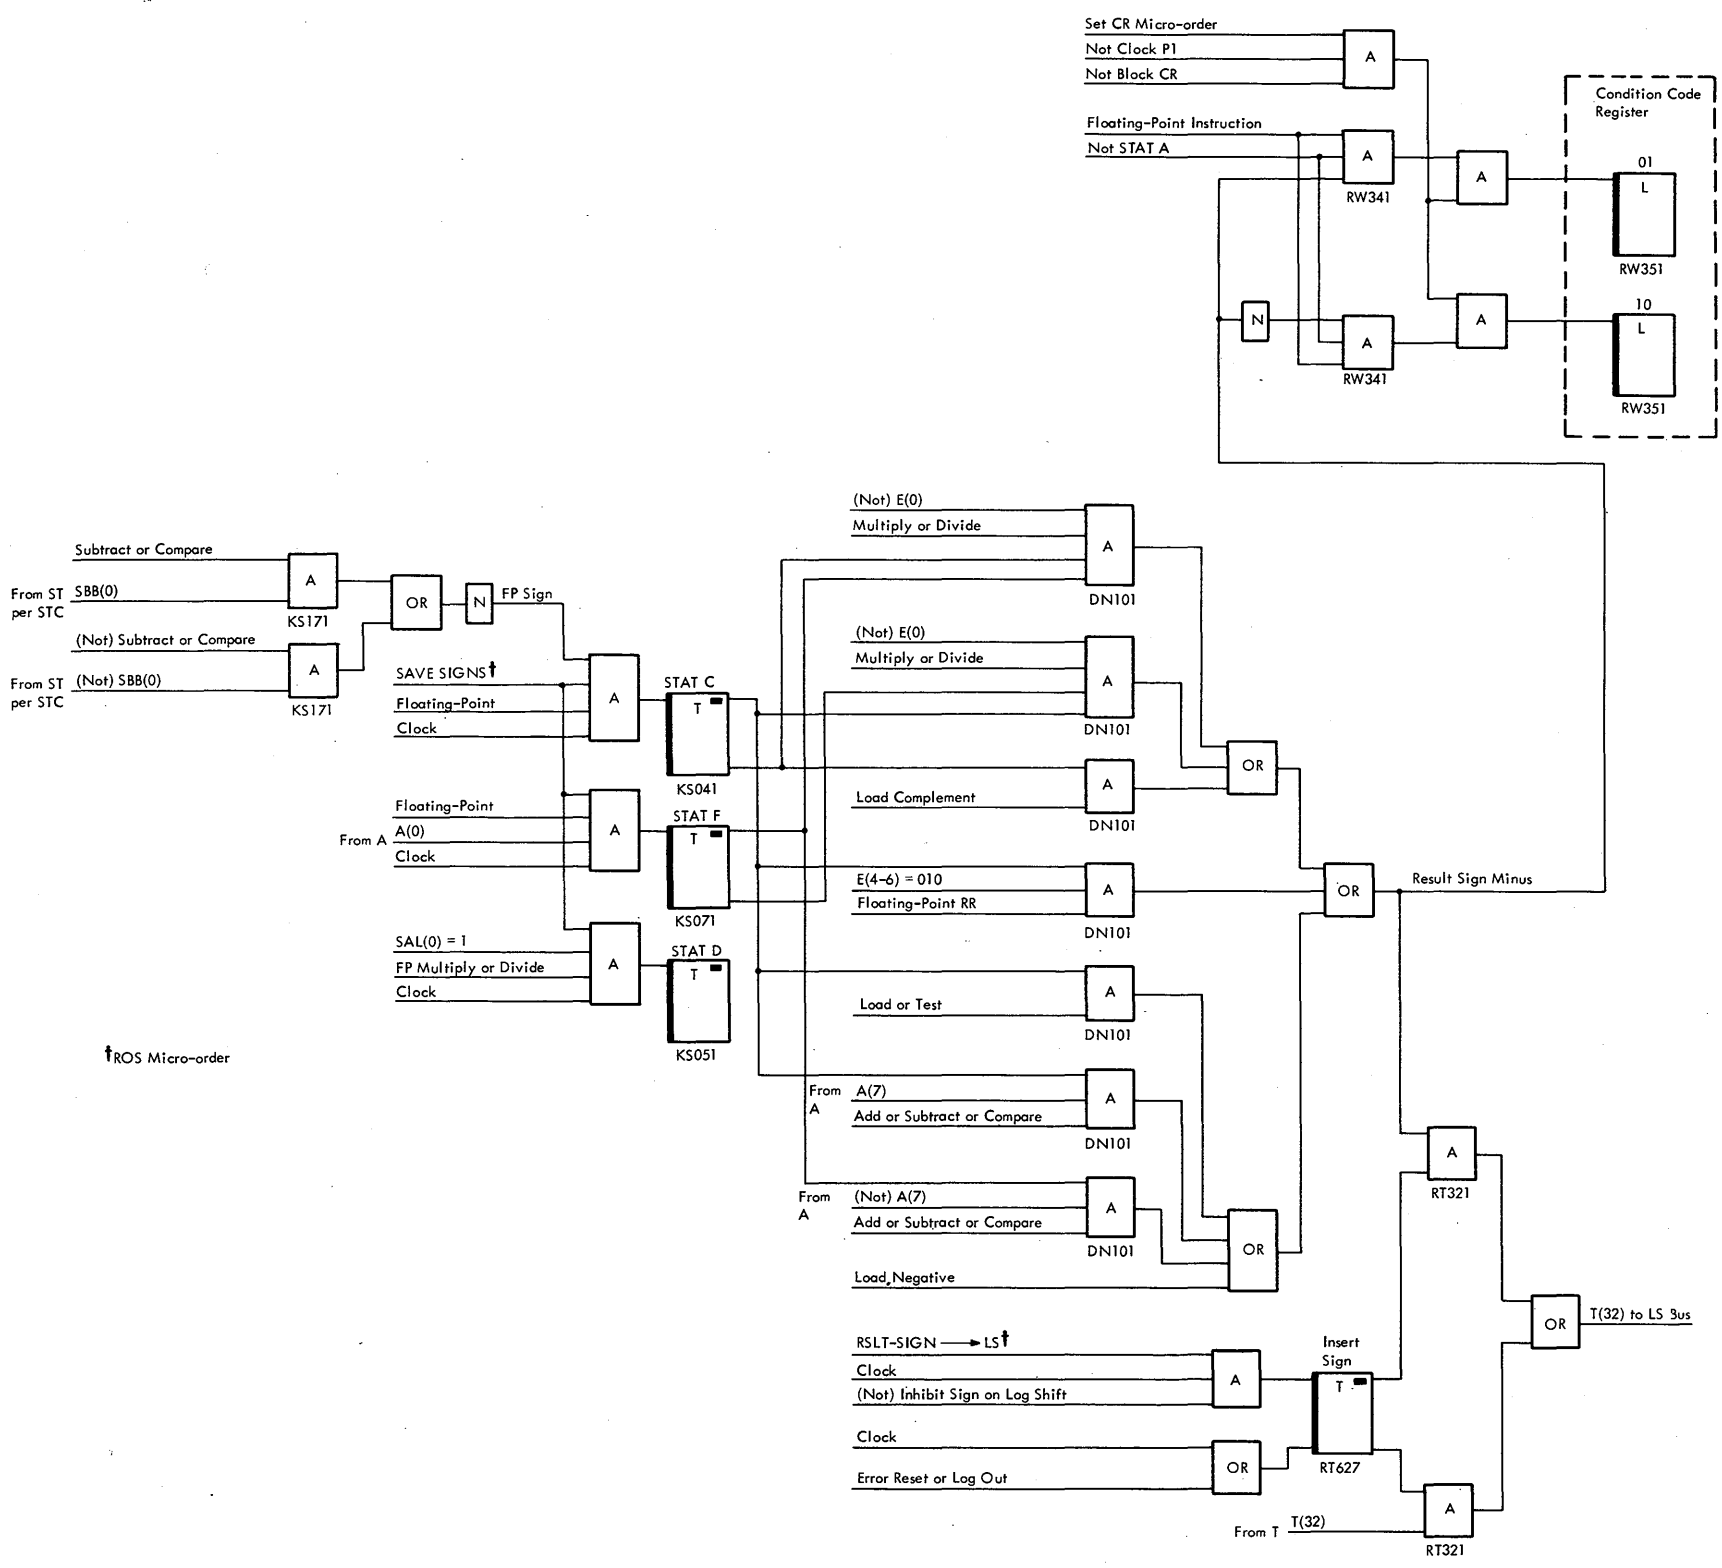 Set CR Micro-order
Not Clock P1
Not Block CR
A
Condition Code
Register
Floating-Point Instruction
Not STAT A
A
RW341
A
01
L
RW351
N
A
RW341
A
10
L
RW351
(Not) E(0)
Multiply or Divide
A
DN101
Subtract or Compare
From ST
per STC
SBB(0)
A
KS171
OR
N
FP Sign
(Not) Subtract or Compare
From ST
per STC
(Not) SBB(0)
A
KS171
(Not) E(0)
Multiply or Divide
A
DN101
SAVE SIGNS†
Floating-Point
Clock
A
STAT C
T
KS041
OR
Load Complement
A
DN101
Floating-Point
From A
A(0)
Clock
A
STAT F
T
KS071
E(4-6) = 010
Floating-Point RR
A
DN101
OR
Result Sign Minus
SAL(0) = 1
FP Multiply or Divide
Clock
A
STAT D
T
KS051
Load or Test
A
DN101
†ROS Micro-order
From
A
A(7)
Add or Subtract or Compare
A
DN101
A
RT321
From
A
(Not) A(7)
Add or Subtract or Compare
A
DN101
Load Negative
OR
RSLT-SIGN → LS†
Clock
(Not) Inhibit Sign on Log Shift
A
Insert
Sign
T
RT627
OR
T(32) to LS Bus
Clock
Error Reset or Log Out
OR
From T
T(32)
A
RT321